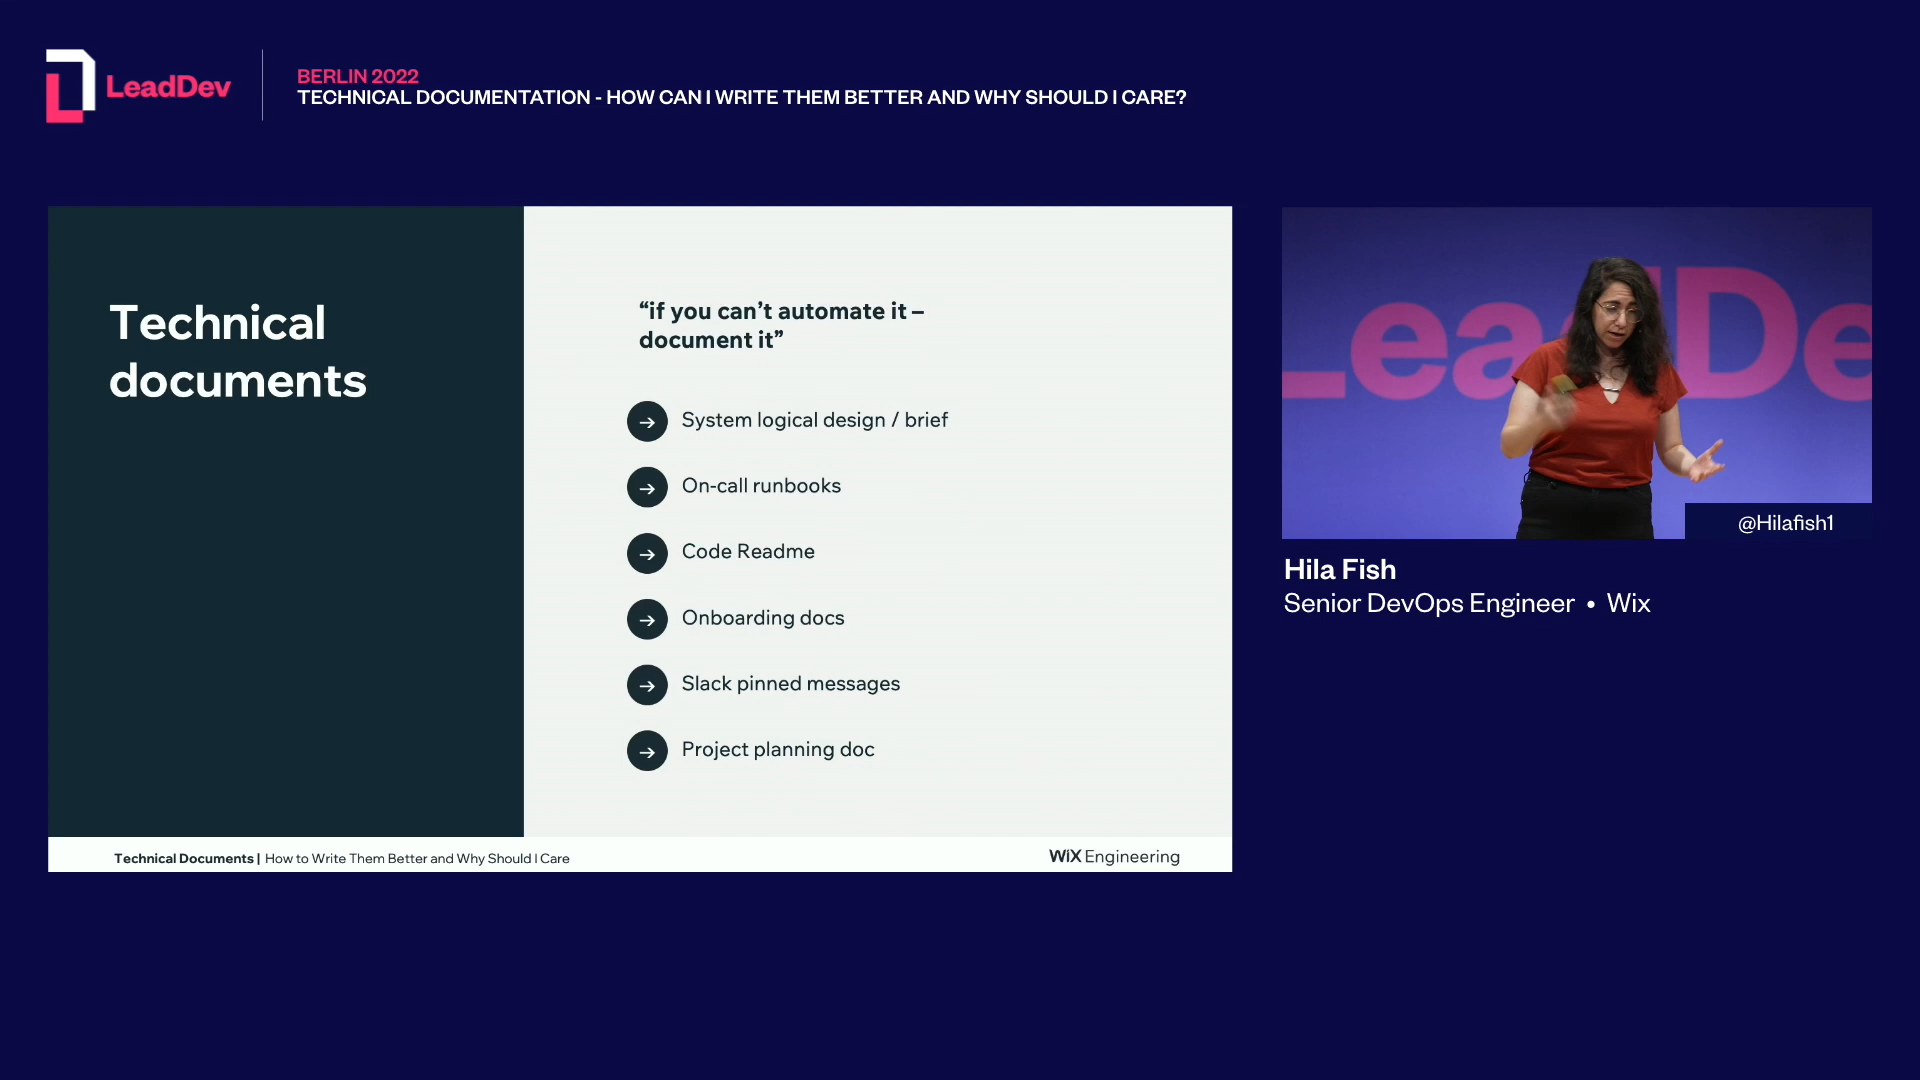 LeadDev
BERLIN 2022
TECHNICAL DOCUMENTATION - HOW CAN I WRITE THEM BETTER AND WHY SHOULD I CARE?
Technical
documents
“if you can’t automate it –
document it”
→ System logical design / brief
→ On-call runbooks
→ Code Readme
→ Onboarding docs
→ Slack pinned messages
→ Project planning doc
Technical Documents | How to Write Them Better and Why Should I Care
WiX Engineering
LeadDe
@Hilafish1
Hila Fish
Senior DevOps Engineer • Wix